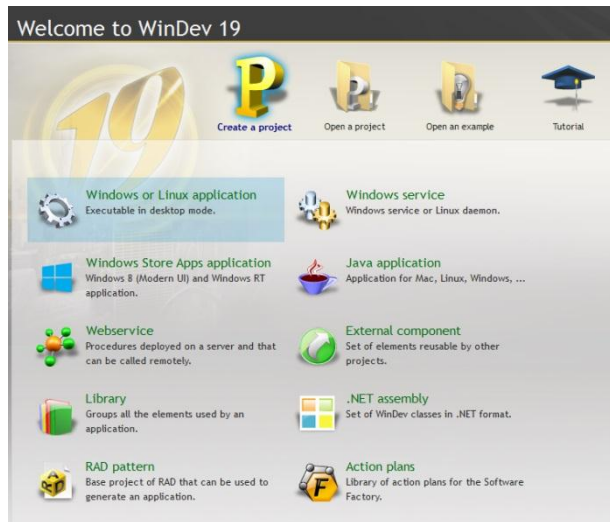 Welcome to WinDev 19
19
P
Create a project
Open a project
Open an example
Tutorial
Windows or Linux application
Executable in desktop mode.
Windows service
Windows service or Linux daemon.
Windows Store Apps application
Windows 8 (Modern UI) and Windows RT
application.
Java application
Application for Mac, Linux, Windows, ...
Webservice
Procedures deployed on a server and that
can be called remotely.
External component
Set of elements reusable by other
projects.
Library
Groups all the elements used by an
application.
.NET assembly
Set of WinDev classes in .NET format.
RAD pattern
Base project of RAD that can be used to
generate an application.
Action plans
Library of action plans for the Software
Factory.